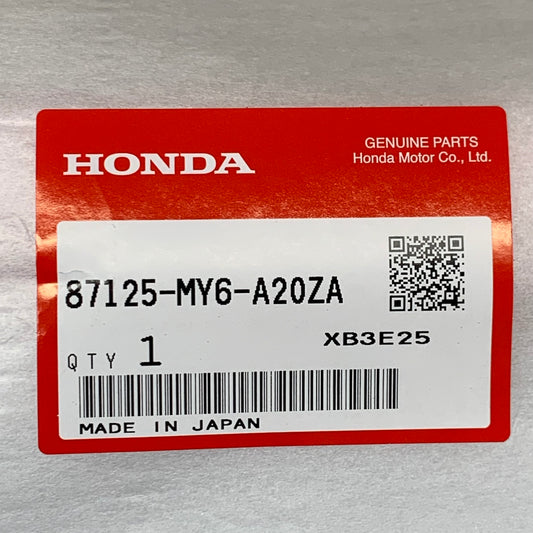 HONDA
GENUINE PARTS
Honda Motor Co., Ltd.
87125-MY6-A20ZA
XB3E25
QTY 1
MADE IN JAPAN